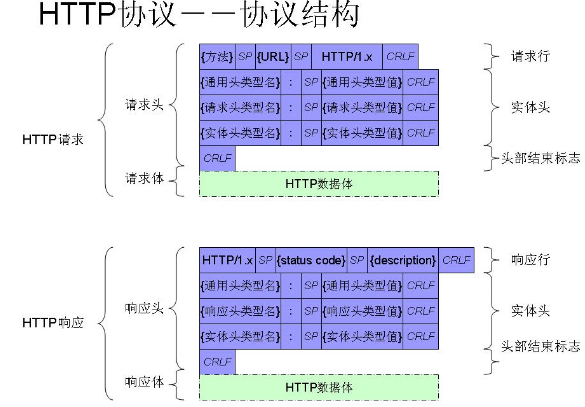 HTTP协议－－协议结构
{方法} SP {URL} SP HTTP/1.x CRLF 请求行
{通用头类型名} : SP {通用头类型值} CRLF
请求头 {请求头类型名} : SP {请求头类型值} CRLF 实体头
{实体头类型名} : SP {实体头类型值} CRLF
HTTP请求
CRLF 头部结束标志
请求体 HTTP数据体
HTTP/1.x SP {status code} SP {description} CRLF 响应行
{通用头类型名} : SP {通用头类型值} CRLF
响应头 {响应头类型名} : SP {响应头类型值} CRLF 实体头
HTTP响应 {实体头类型名} : SP {实体头类型值} CRLF
头部结束标志
CRLF
响应体 HTTP数据体